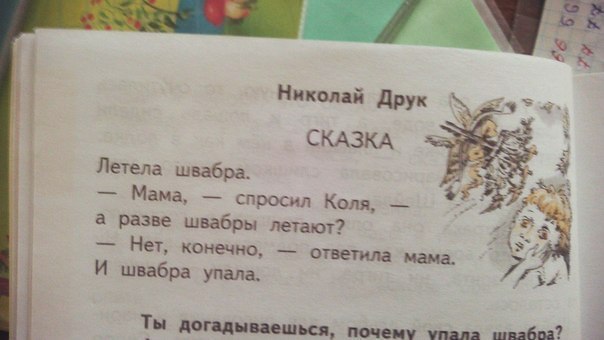 Николай Друк
СКАЗКА
Летела швабра.
— Мама, — спросил Коля, —
а разве швабры летают?
— Нет, конечно, — ответила мама.
И швабра упала.
Ты догадываешься, почему упала швабра?